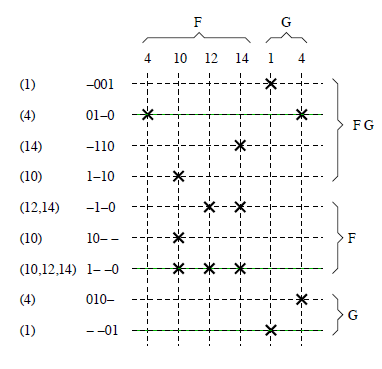 F G
4 10 12 14 1 4
(1) –001
(4) 01–0
(14) –110
(10) 1–10
F G
(12,14) –1–0
(10) 10– –
F
(10,12,14) 1– –0
(4) 010–
G
(1) – –01